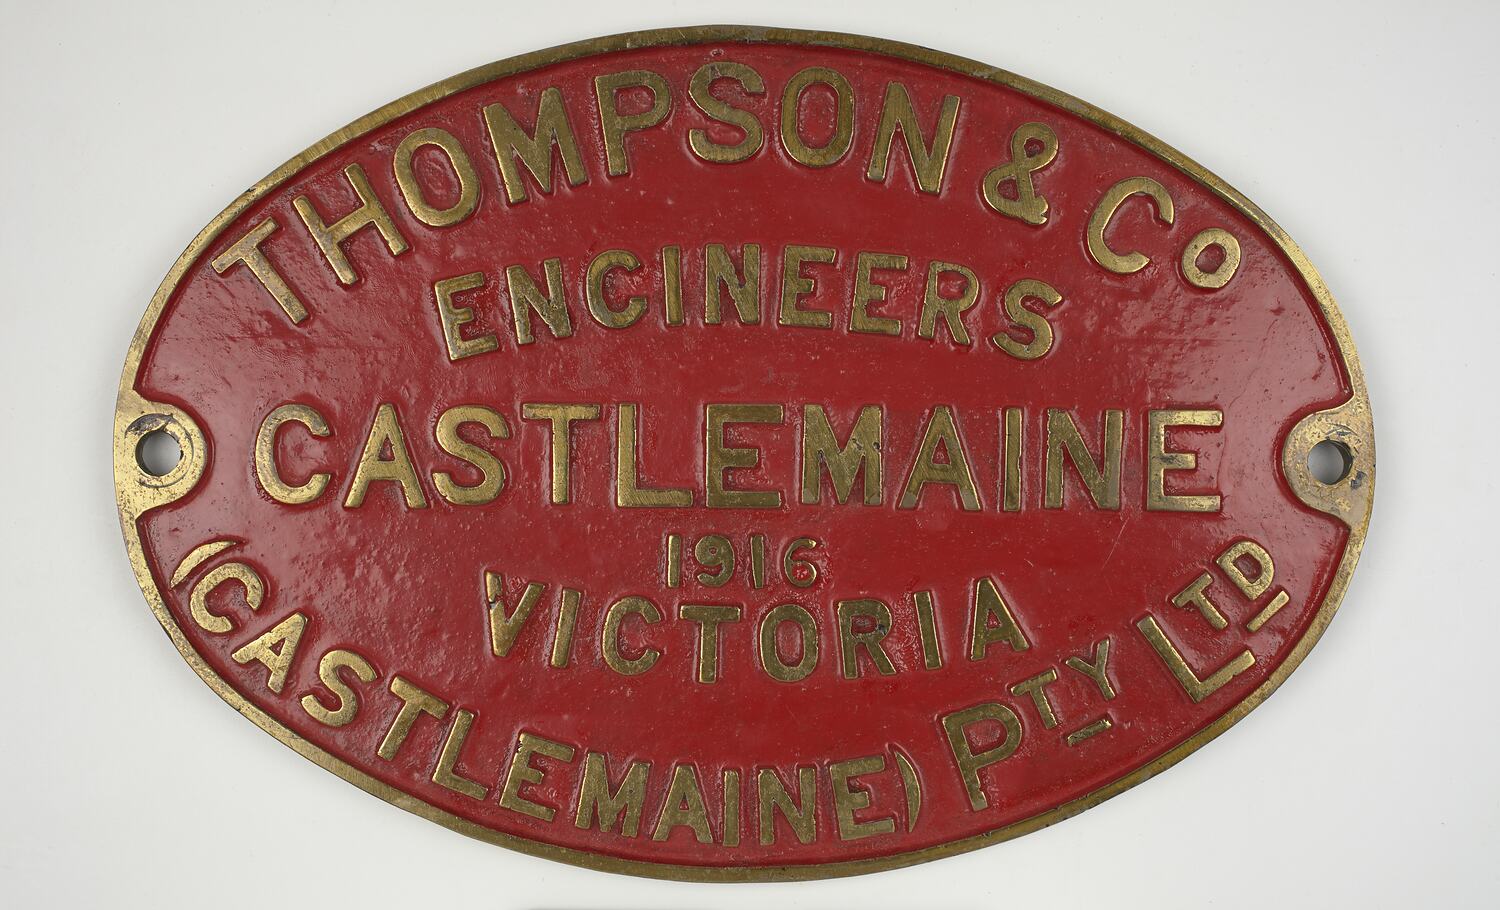 THOMPSON & Co
ENGINEERS
CASTLEMAINE
1916
VICTORIA
(CASTLEMAINE) PTY LTD